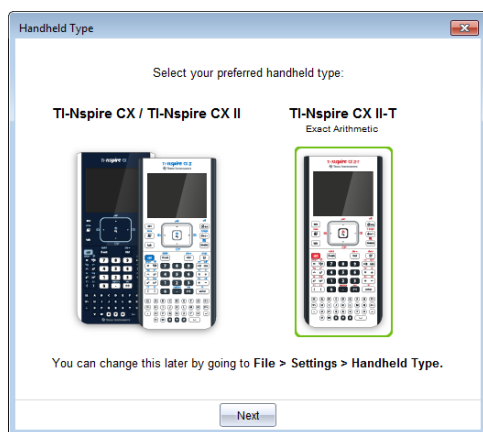 Handheld Type
Select your preferred handheld type:
TI-Nspire CX / TI-Nspire CX II
TI-Nspire CX II-T
Exact Arithmetic
You can change this later by going to File > Settings > Handheld Type.
Next